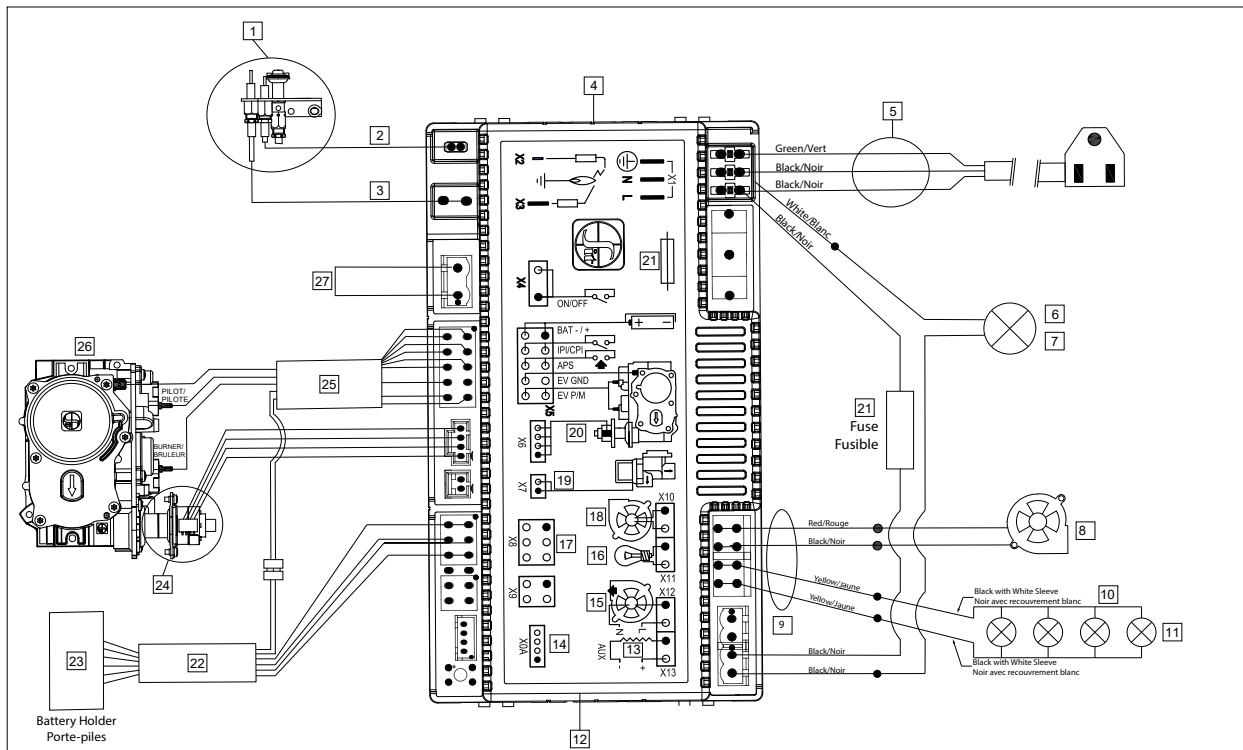 1
4
2
3
5
Green/Vert
Black/Noir
Black/Noir
White/Blanc
Black/Noir
X2
X3
N
L
X1
21
27
X4
ON/OFF
6
7
26
PILOT/
PILOTE
25
BURNER/
BRULEUR
BAT - / +
IPI/CPI
APS
EV GND
EV P/M
X5
+ −
21
Fuse
Fusible
X6
20
X7
19
X10
18
Red/Rouge
Black/Noir
8
X8
17
16
X11
24
X9
15
X12
Yellow/Jaune
Yellow/Jaune
Black with White Sleeve
Noir avec recouvrement blanc
10
11
9
X0A
14
N
L
13
AUX
- +
X13
Black with White Sleeve
Noir avec recouvrement blanc
Black/Noir
Black/Noir
23
22
Battery Holder
Porte-piles
12